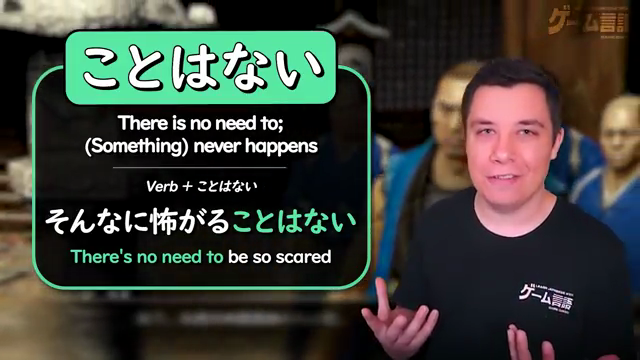 ゲーム言語
ことはない
There is no need to;
(Something) never happens
Verb + ことはない
そんなに怖がることはない
There's no need to be so scared
ゲーム言語